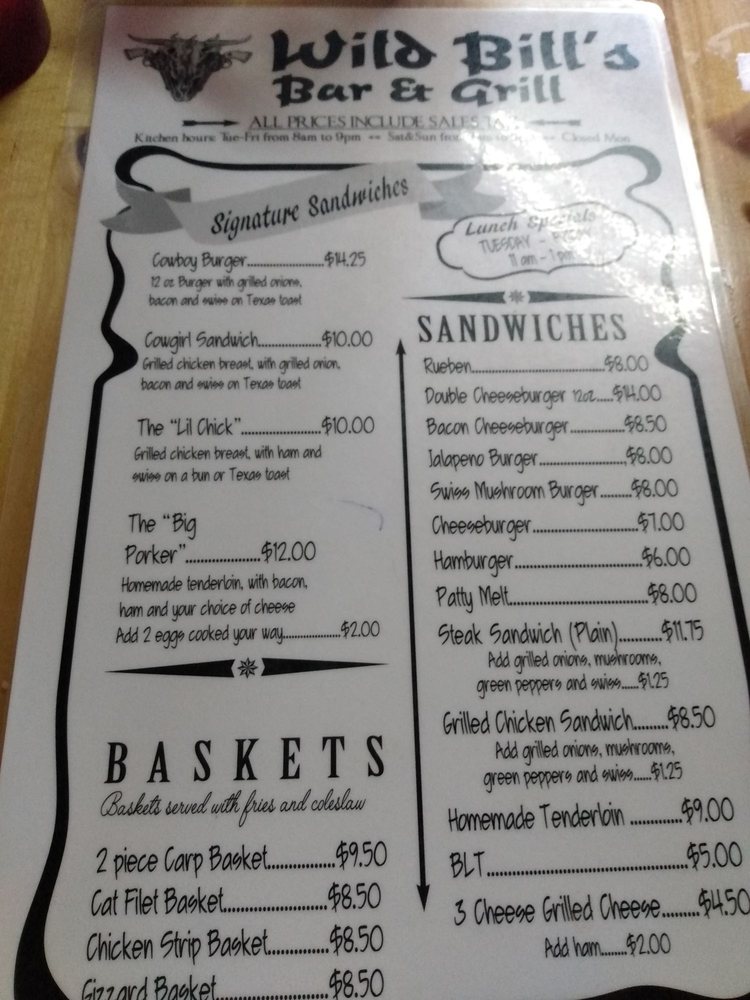 Wild Bill's
Bar & Grill
ALL PRICES INCLUDE SALES TAX
Kitchen hours: Tue-Fri from 8am to 9pm Sat&Sun from Closed Mon
Signature Sandwiches
Cowboy Burger..........................$14.25
12 oz Burger with grilled onions,
bacon and swiss on Texas toast
Cowgirl Sandwich.....................$10.00
Grilled chicken breast, with grilled onion,
bacon and swiss on Texas toast
The "Lil Chick"..........................$10.00
Grilled chicken breast, with ham and
swiss on a bun or Texas toast
The "Big
Porker"....................$12.00
Homemade tenderloin, with bacon,
ham and your choice of cheese
Add 2 eggs cooked your way....................$2.00
BASKETS
Baskets served with fries and coleslaw
2 piece Carp Basket...............$9.50
Cat Filet Basket.......................$8.50
Chicken Strip Basket................$8.50
Gizzard Basket.........................$8.50
Lunch Specials
TUESDAY - FRIDAY
11 am - 1 pm
SANDWICHES
Rueben..........................................$8.00
Double Cheeseburger 12oz.....$14.00
Bacon Cheeseburger..............$8.50
Jalapeno Burger.........................$8.00
Swiss Mushroom Burger.........$8.00
Cheeseburger............................$7.00
Hamburger.................................$6.00
Patty Melt...................................$8.00
Steak Sandwich (Plain)..........$11.75
Add grilled onions, mushrooms,
green peppers and swiss......$1.25
Grilled Chicken Sandwich.........$8.50
Add grilled onions, mushrooms,
green peppers and swiss......$1.25
Homemade Tenderloin ............$9.00
BLT................................................$5.00
3 Cheese Grilled Cheese.........$4.50
Add ham........$2.00